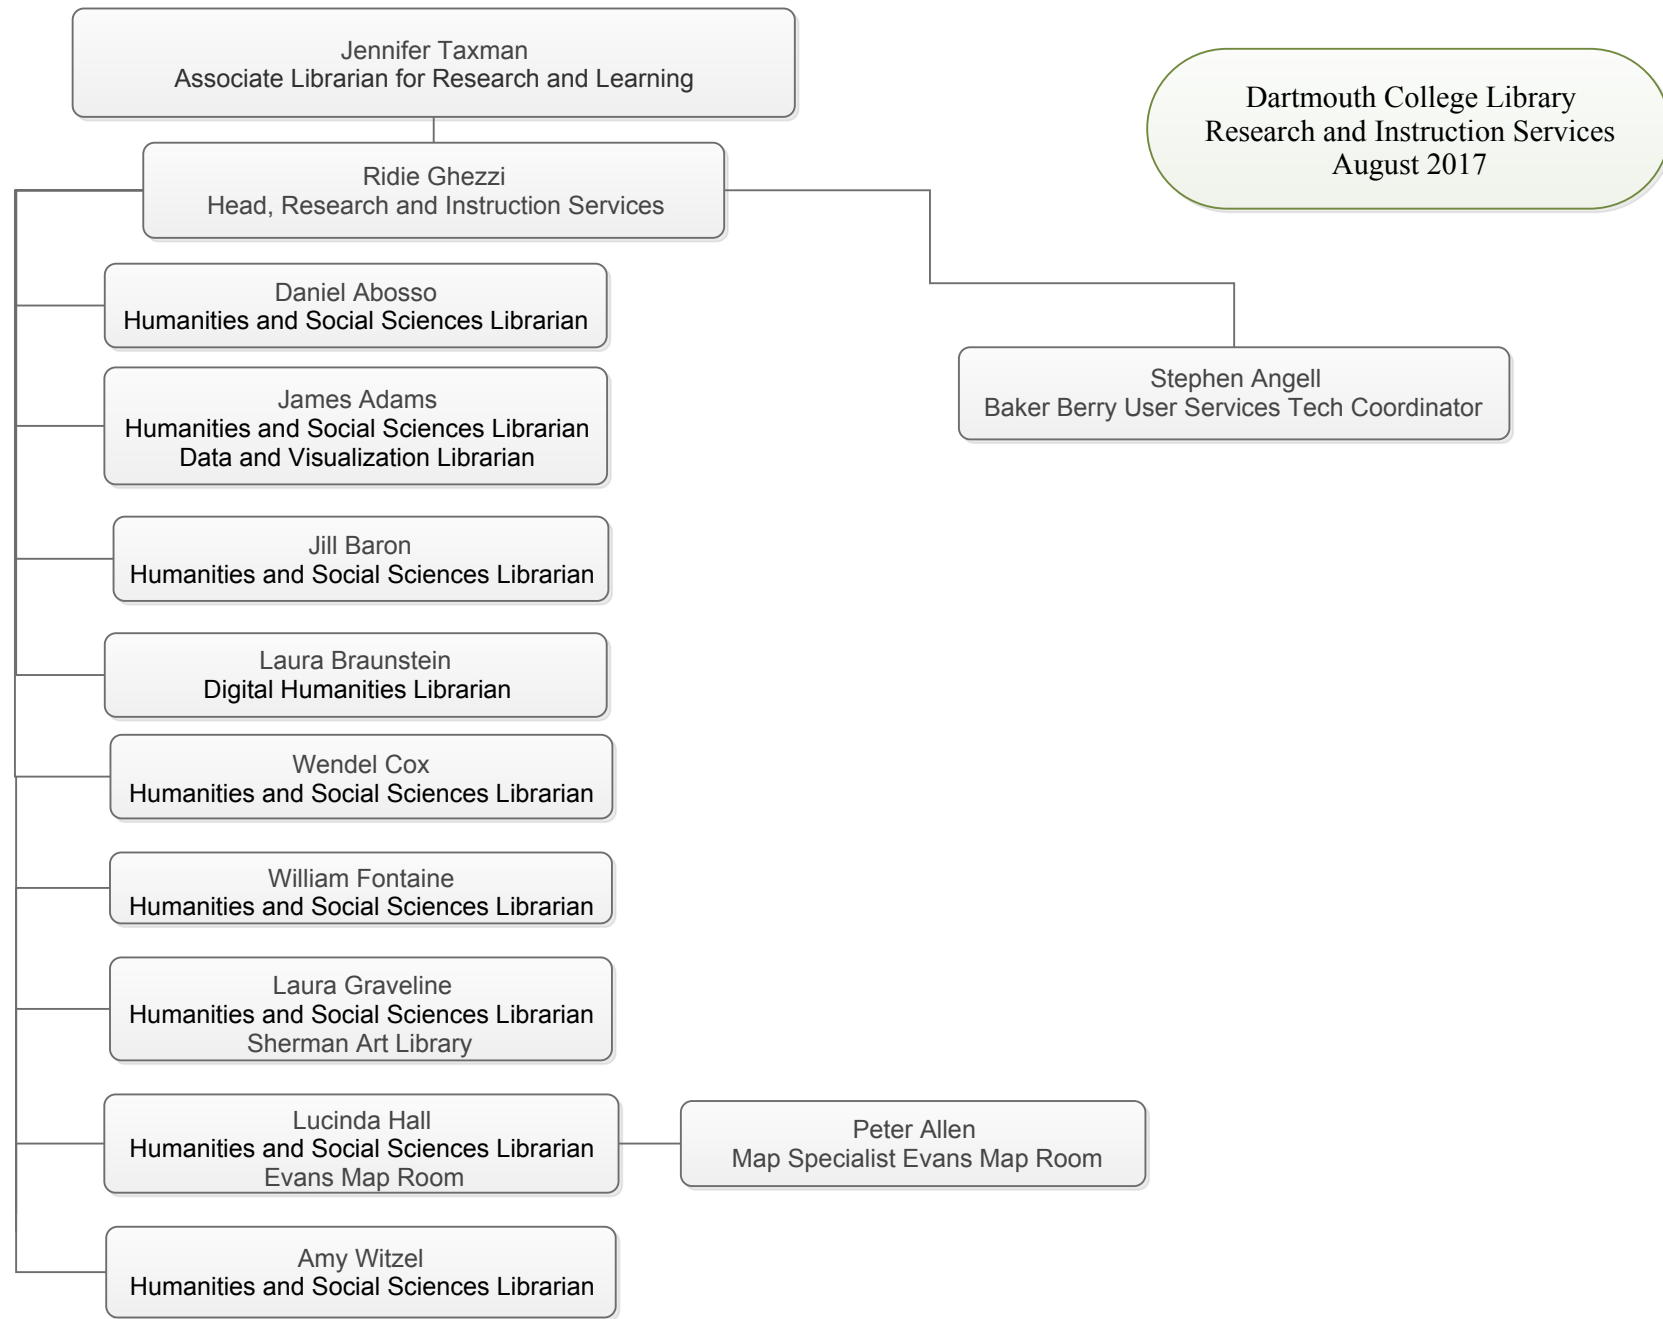 Jennifer Taxman
Associate Librarian for Research and Learning
Dartmouth College Library
Research and Instruction Services
August 2017
Ridie Ghezzi
Head, Research and Instruction Services
Daniel Abosso
Humanities and Social Sciences Librarian
Stephen Angell
Baker Berry User Services Tech Coordinator
James Adams
Humanities and Social Sciences Librarian
Data and Visualization Librarian
Jill Baron
Humanities and Social Sciences Librarian
Laura Braunstein
Digital Humanities Librarian
Wendel Cox
Humanities and Social Sciences Librarian
William Fontaine
Humanities and Social Sciences Librarian
Laura Graveline
Humanities and Social Sciences Librarian
Sherman Art Library
Lucinda Hall
Humanities and Social Sciences Librarian
Evans Map Room
Peter Allen
Map Specialist Evans Map Room
Amy Witzel
Humanities and Social Sciences Librarian